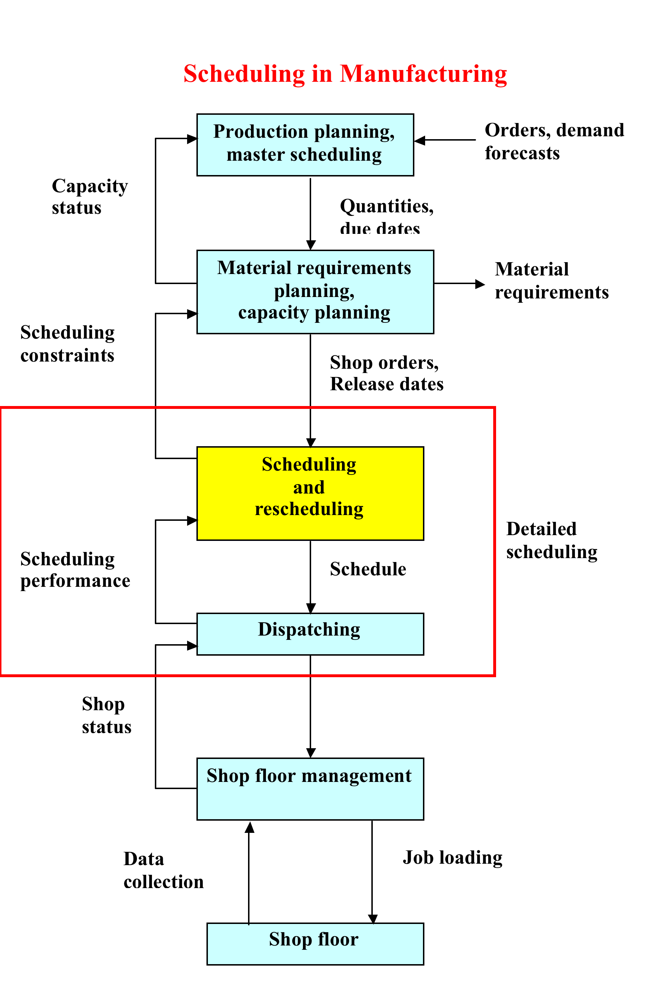 Scheduling in Manufacturing
Production planning,
master scheduling
Orders, demand
forecasts
Capacity
status
Quantities,
due dates
Material requirements
planning,
capacity planning
Material
requirements
Scheduling
constraints
Shop orders,
Release dates
Scheduling
and
rescheduling
Detailed
scheduling
Scheduling
performance
Schedule
Dispatching
Shop
status
Shop floor management
Data
collection
Job loading
Shop floor